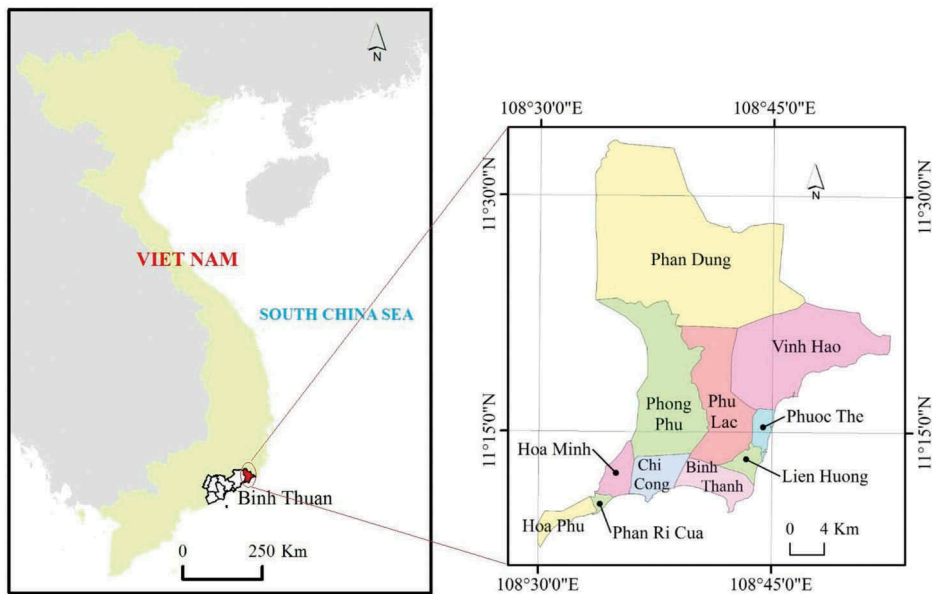 N
VIET NAM
SOUTH CHINA SEA
Binh Thuan
0 250 Km
108°30'0"E 108°45'0"E
11°30'0"N 11°30'0"N
N
Phan Dung
Vinh Hao
Phong
Phu
Phu
Lac
Phuoc The
11°15'0"N 11°15'0"N
Hoa Minh
Chi
Cong
Binh
Thanh
Lien Huong
Hoa Phu
Phan Ri Cua
0 4 Km
108°30'0"E 108°45'0"E